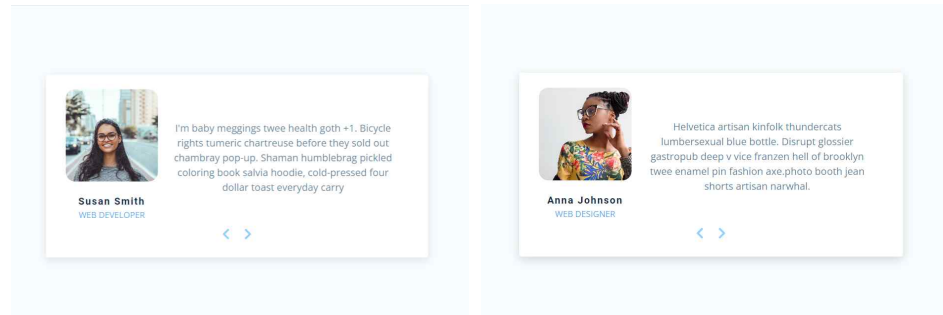 I'm baby meggings twee health goth +1. Bicycle
rights tumeric chartreuse before they sold out
chambray pop-up. Shaman humblebrag pickled
coloring book salvia hoodie, cold-pressed four
dollar toast everyday carry
Susan Smith
WEB DEVELOPER
Helvetica artisan kinfolk thundercats
lumbersexual blue bottle. Disrupt glossier
gastropub deep v vice franzen hell of brooklyn
twee enamel pin fashion axe.photo booth jean
shorts artisan narwhal.
Anna Johnson
WEB DESIGNER